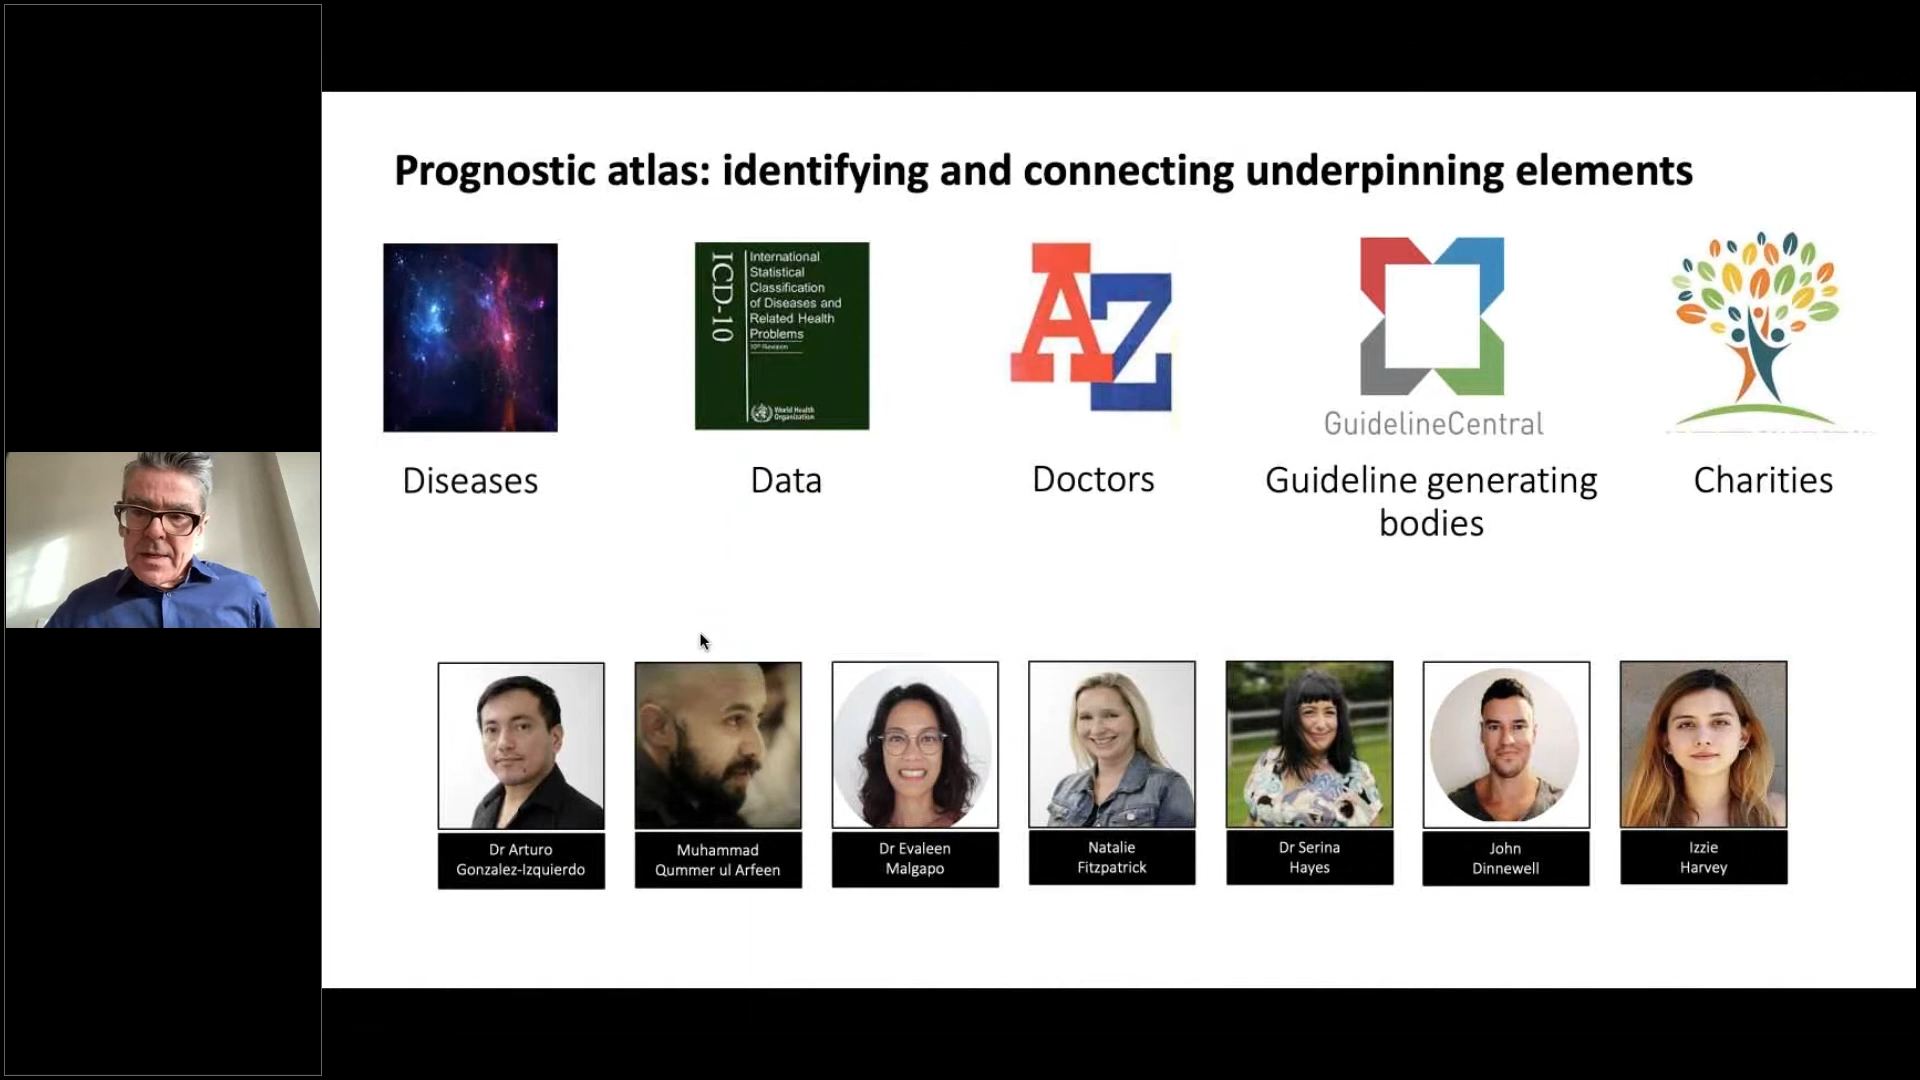 Prognostic atlas: identifying and connecting underpinning elements
ICD-10
International
Statistical
Classification
of Diseases and
Related Health
Problems
10th Revision
World Health
Organization
AZ
GuidelineCentral
Diseases
Data
Doctors
Guideline generating
bodies
Charities
Dr Arturo
Gonzalez-Izquierdo
Muhammad
Qummer ul Arfeen
Dr Evaleen
Malgapo
Natalie
Fitzpatrick
Dr Serina
Hayes
John
Dinnewell
Izzie
Harvey